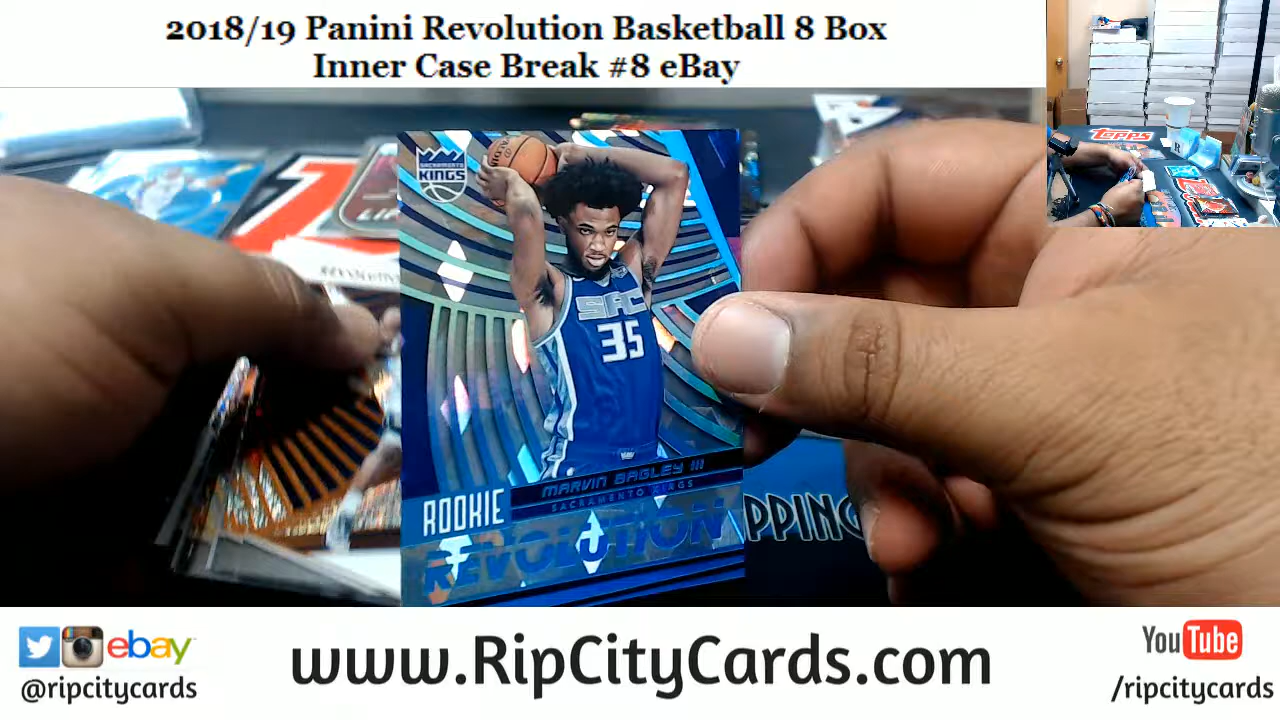 2018/19 Panini Revolution Basketball 8 Box
Inner Case Break #8 eBay
TOPPS
SACRAMENTO
KINGS
SAC
35
MARVIN BAGLEY III
SACRAMENTO KINGS
ROOKIE
REVOLUTION
PPING
ebay
@ripcitycards
www.RipCityCards.com
YouTube
/ripcitycards